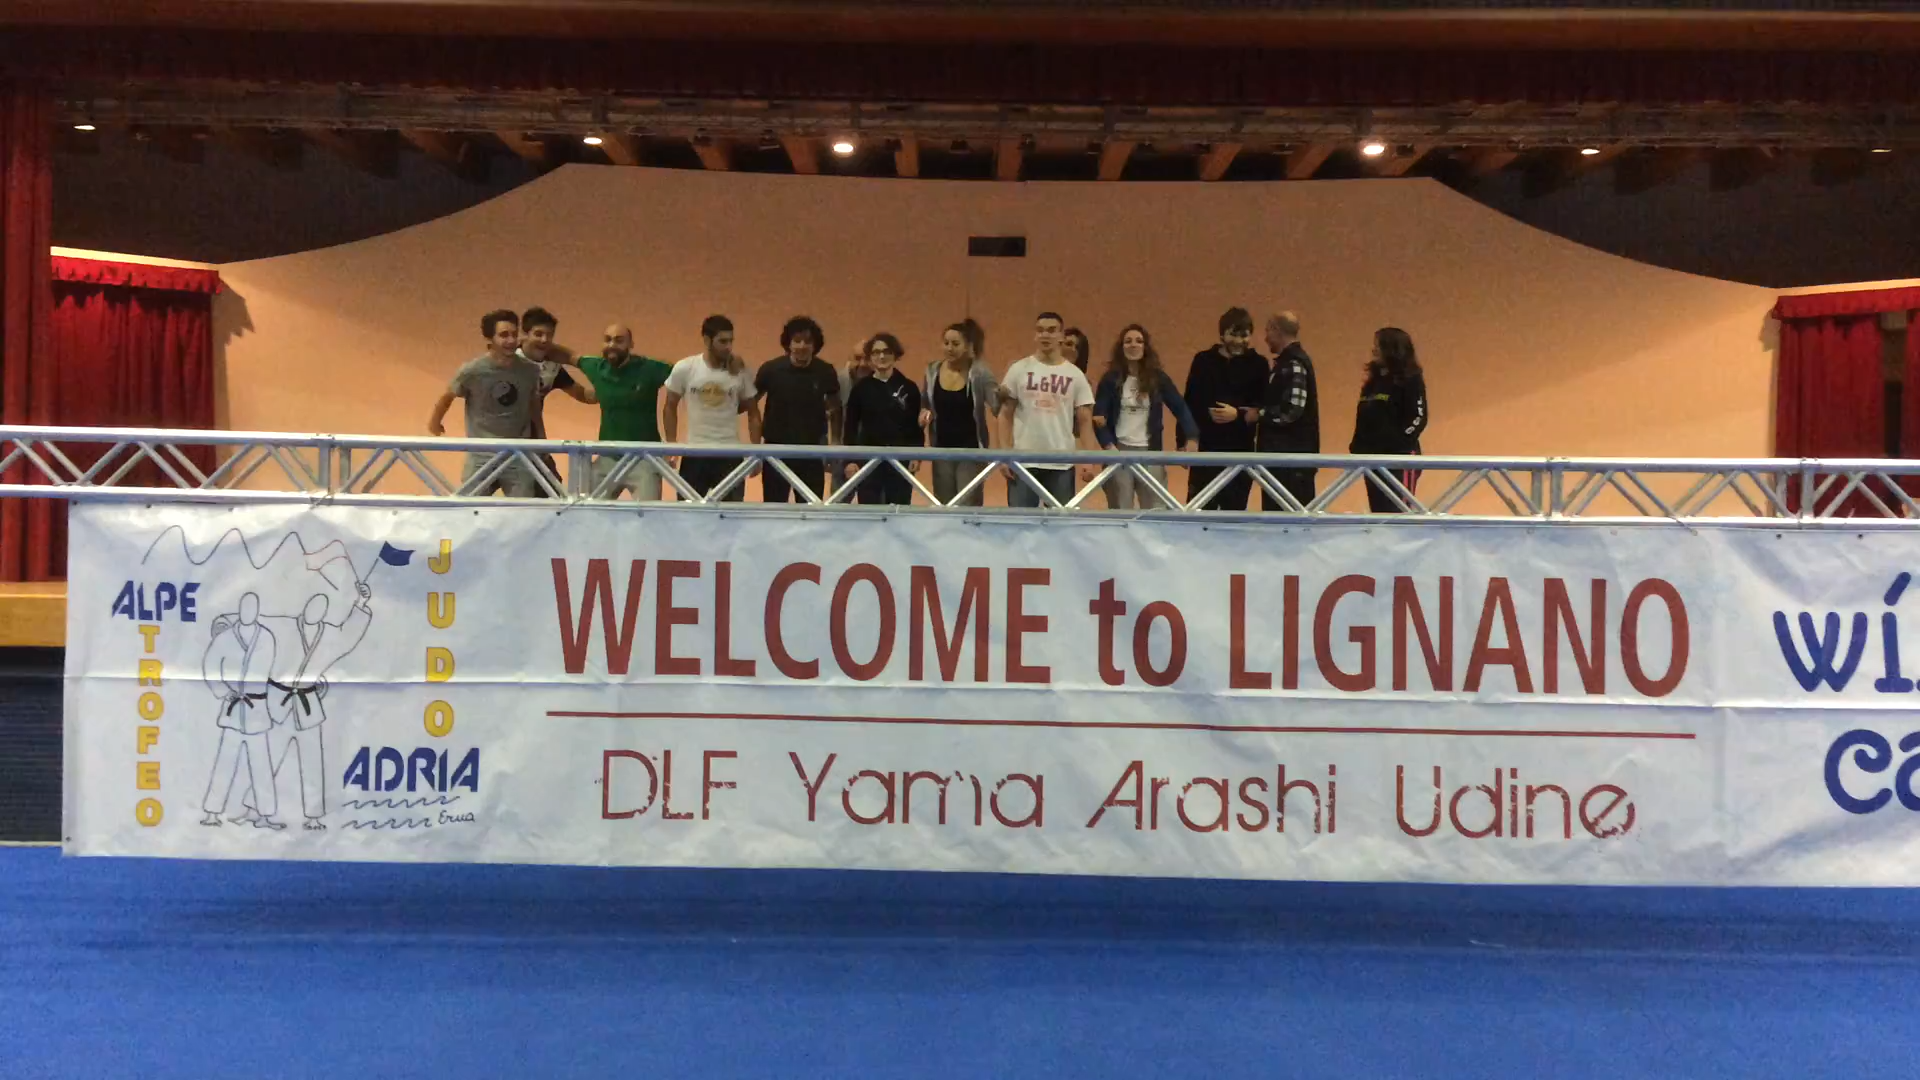 ALPE
TROFEO
JUDO
ADRIA
Erua
WELCOME to LIGNANO
DLF Yama Arashi Udine
L&W